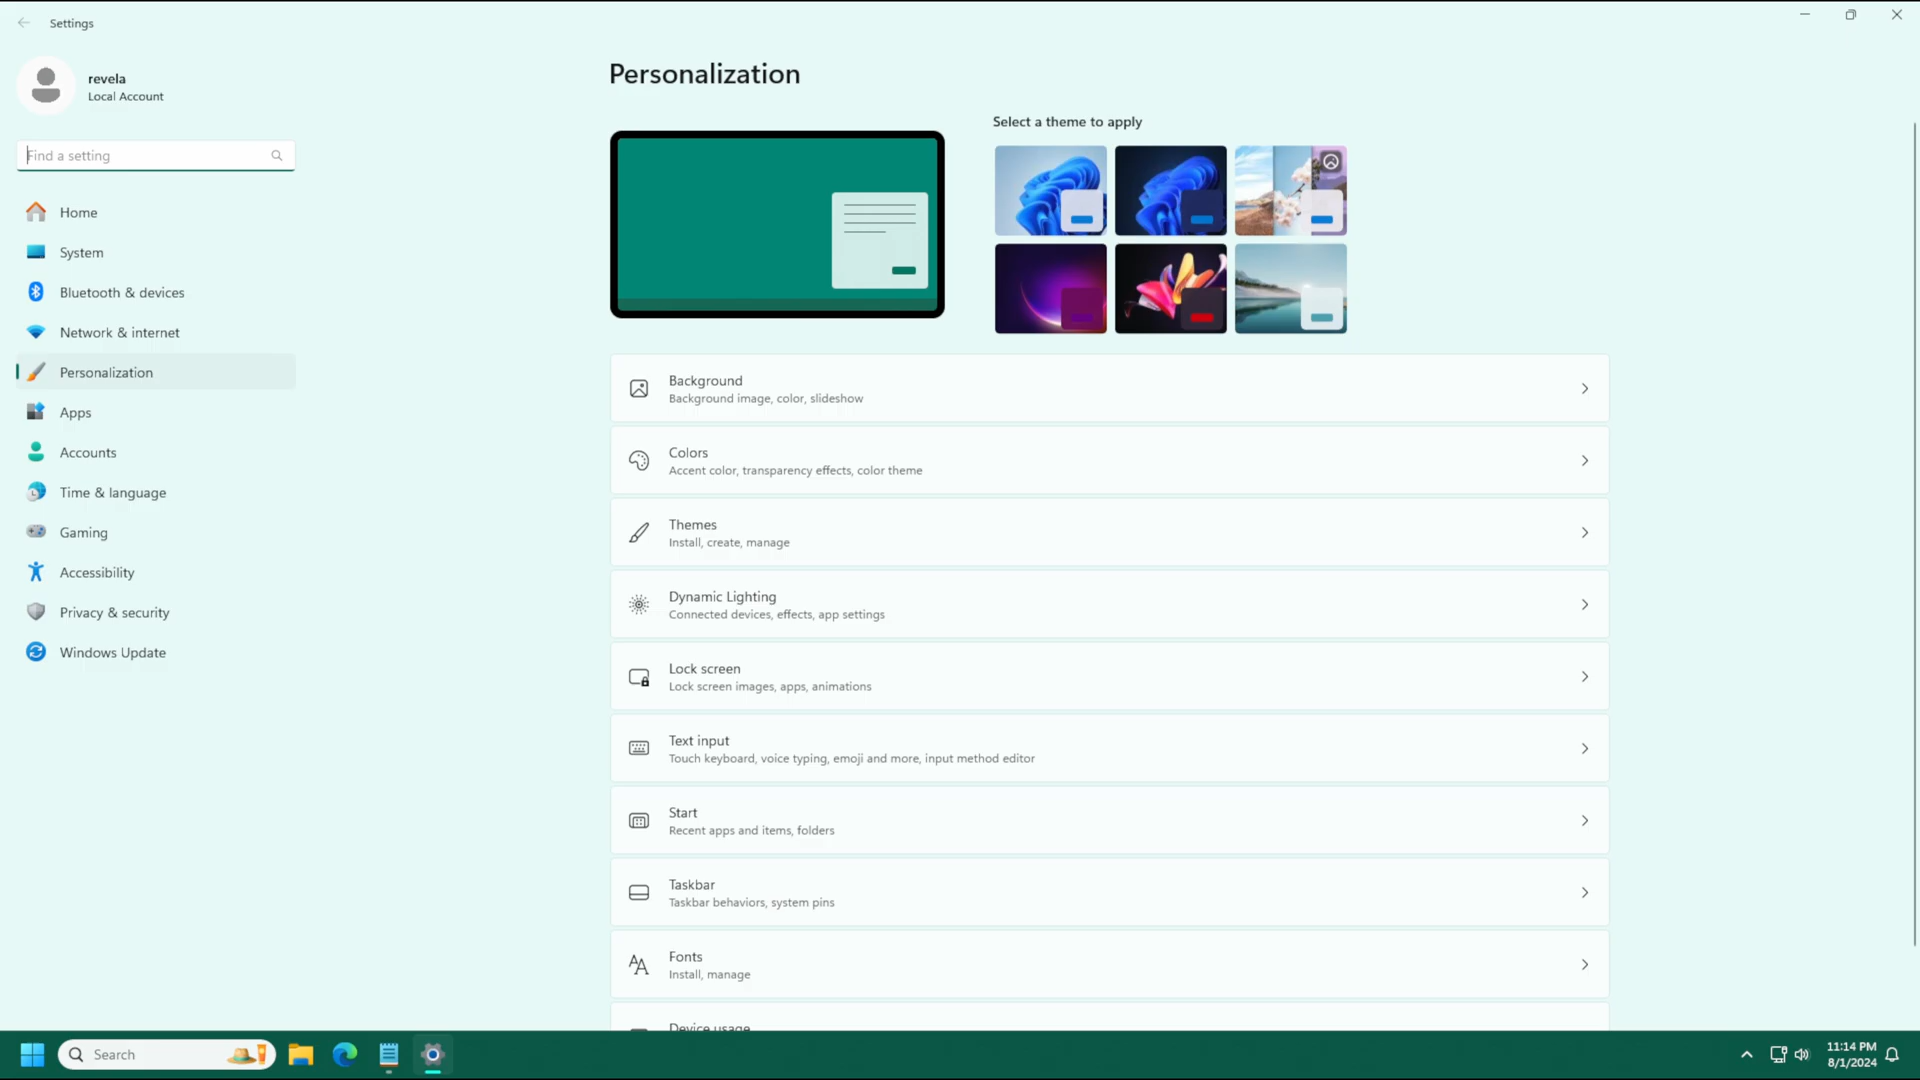 Settings
revela
Local Account
Find a setting
Home
System
Bluetooth & devices
Network & internet
Personalization
Apps
Accounts
Time & language
Gaming
Accessibility
Privacy & security
Windows Update
Personalization
Select a theme to apply
Background
Background image, color, slideshow
Colors
Accent color, transparency effects, color theme
Themes
Install, create, manage
Dynamic Lighting
Connected devices, effects, app settings
Lock screen
Lock screen images, apps, animations
Text input
Touch keyboard, voice typing, emoji and more, input method editor
Start
Recent apps and items, folders
Taskbar
Taskbar behaviors, system pins
Fonts
Install, manage
Device usage
Search
11:14 PM
8/1/2024